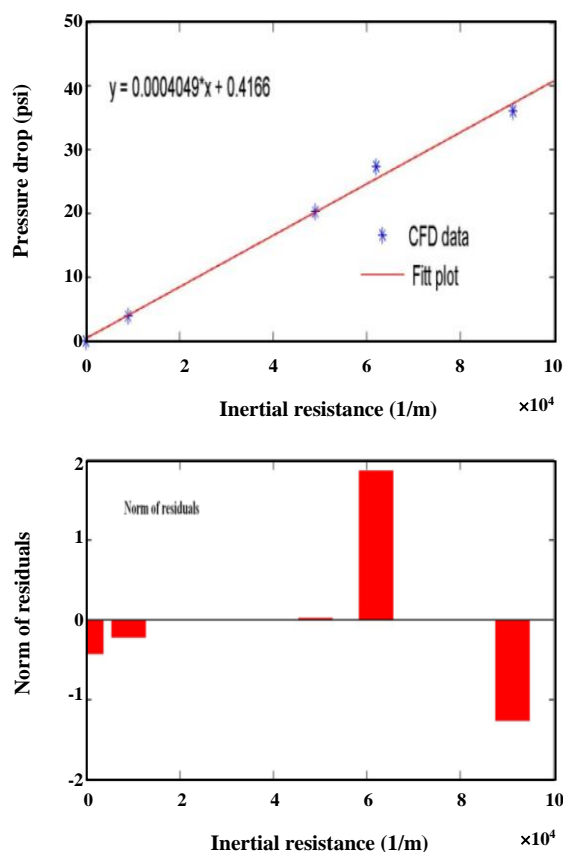 50
40
30
20
10
0
Pressure drop (psi)
y = 0.0004049*x + 0.4166
CFD data
Fitt plot
0 2 4 6 8 10
Inertial resistance (1/m) ×10⁴
2
1
0
-1
-2
Norm of residuals
Norm of residuals
0 2 4 6 8 10
Inertial resistance (1/m) ×10⁴